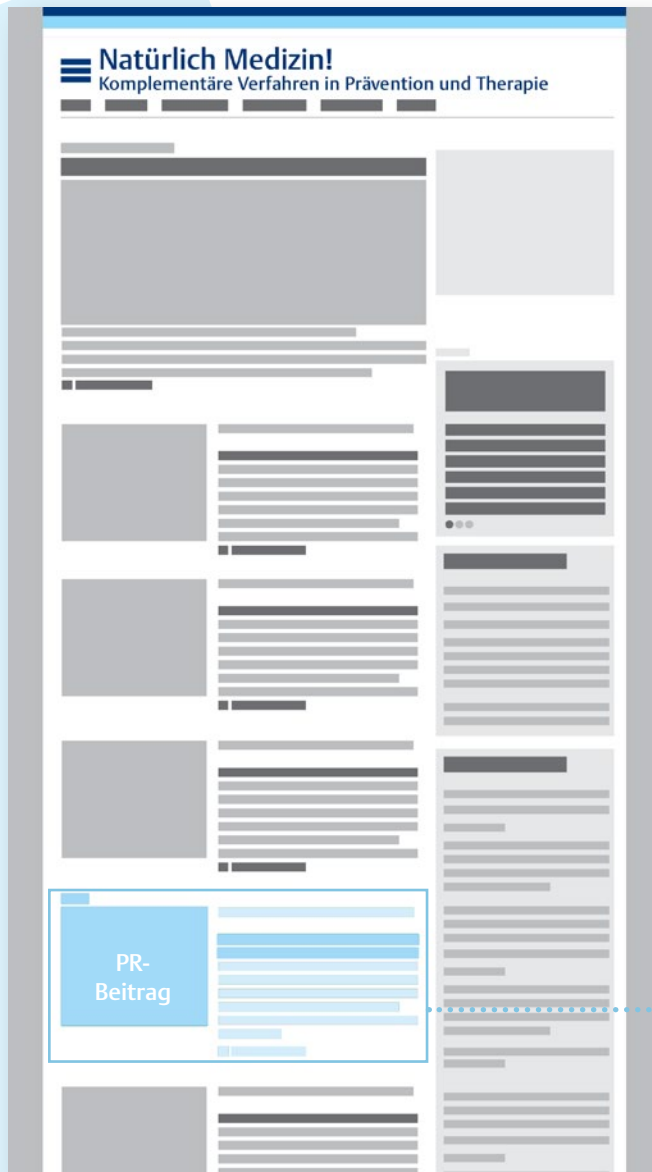 Natürlich Medizin!
Komplementäre Verfahren in Prävention und Therapie
PR-
Beitrag